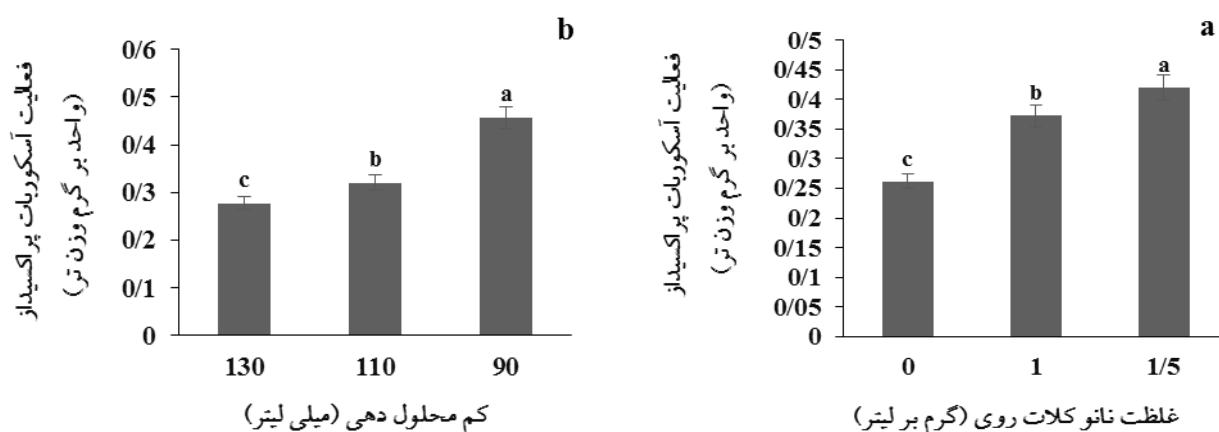 b
فعالیت آسکوربات پراکسیداز
(واحد بر گرم وزن تر)
0/6
0/5
0/4
0/3
0/2
0/1
0
c
b
a
130 110 90
کم محلول دهی (میلی لیتر)
a
فعالیت آسکوربات پراکسیداز
(واحد بر گرم وزن تر)
0/5
0/45
0/4
0/35
0/3
0/25
0/2
0/15
0/1
0/05
0
c
b
a
0 1 1/5
غلظت نانو کلات روی (گرم بر لیتر)